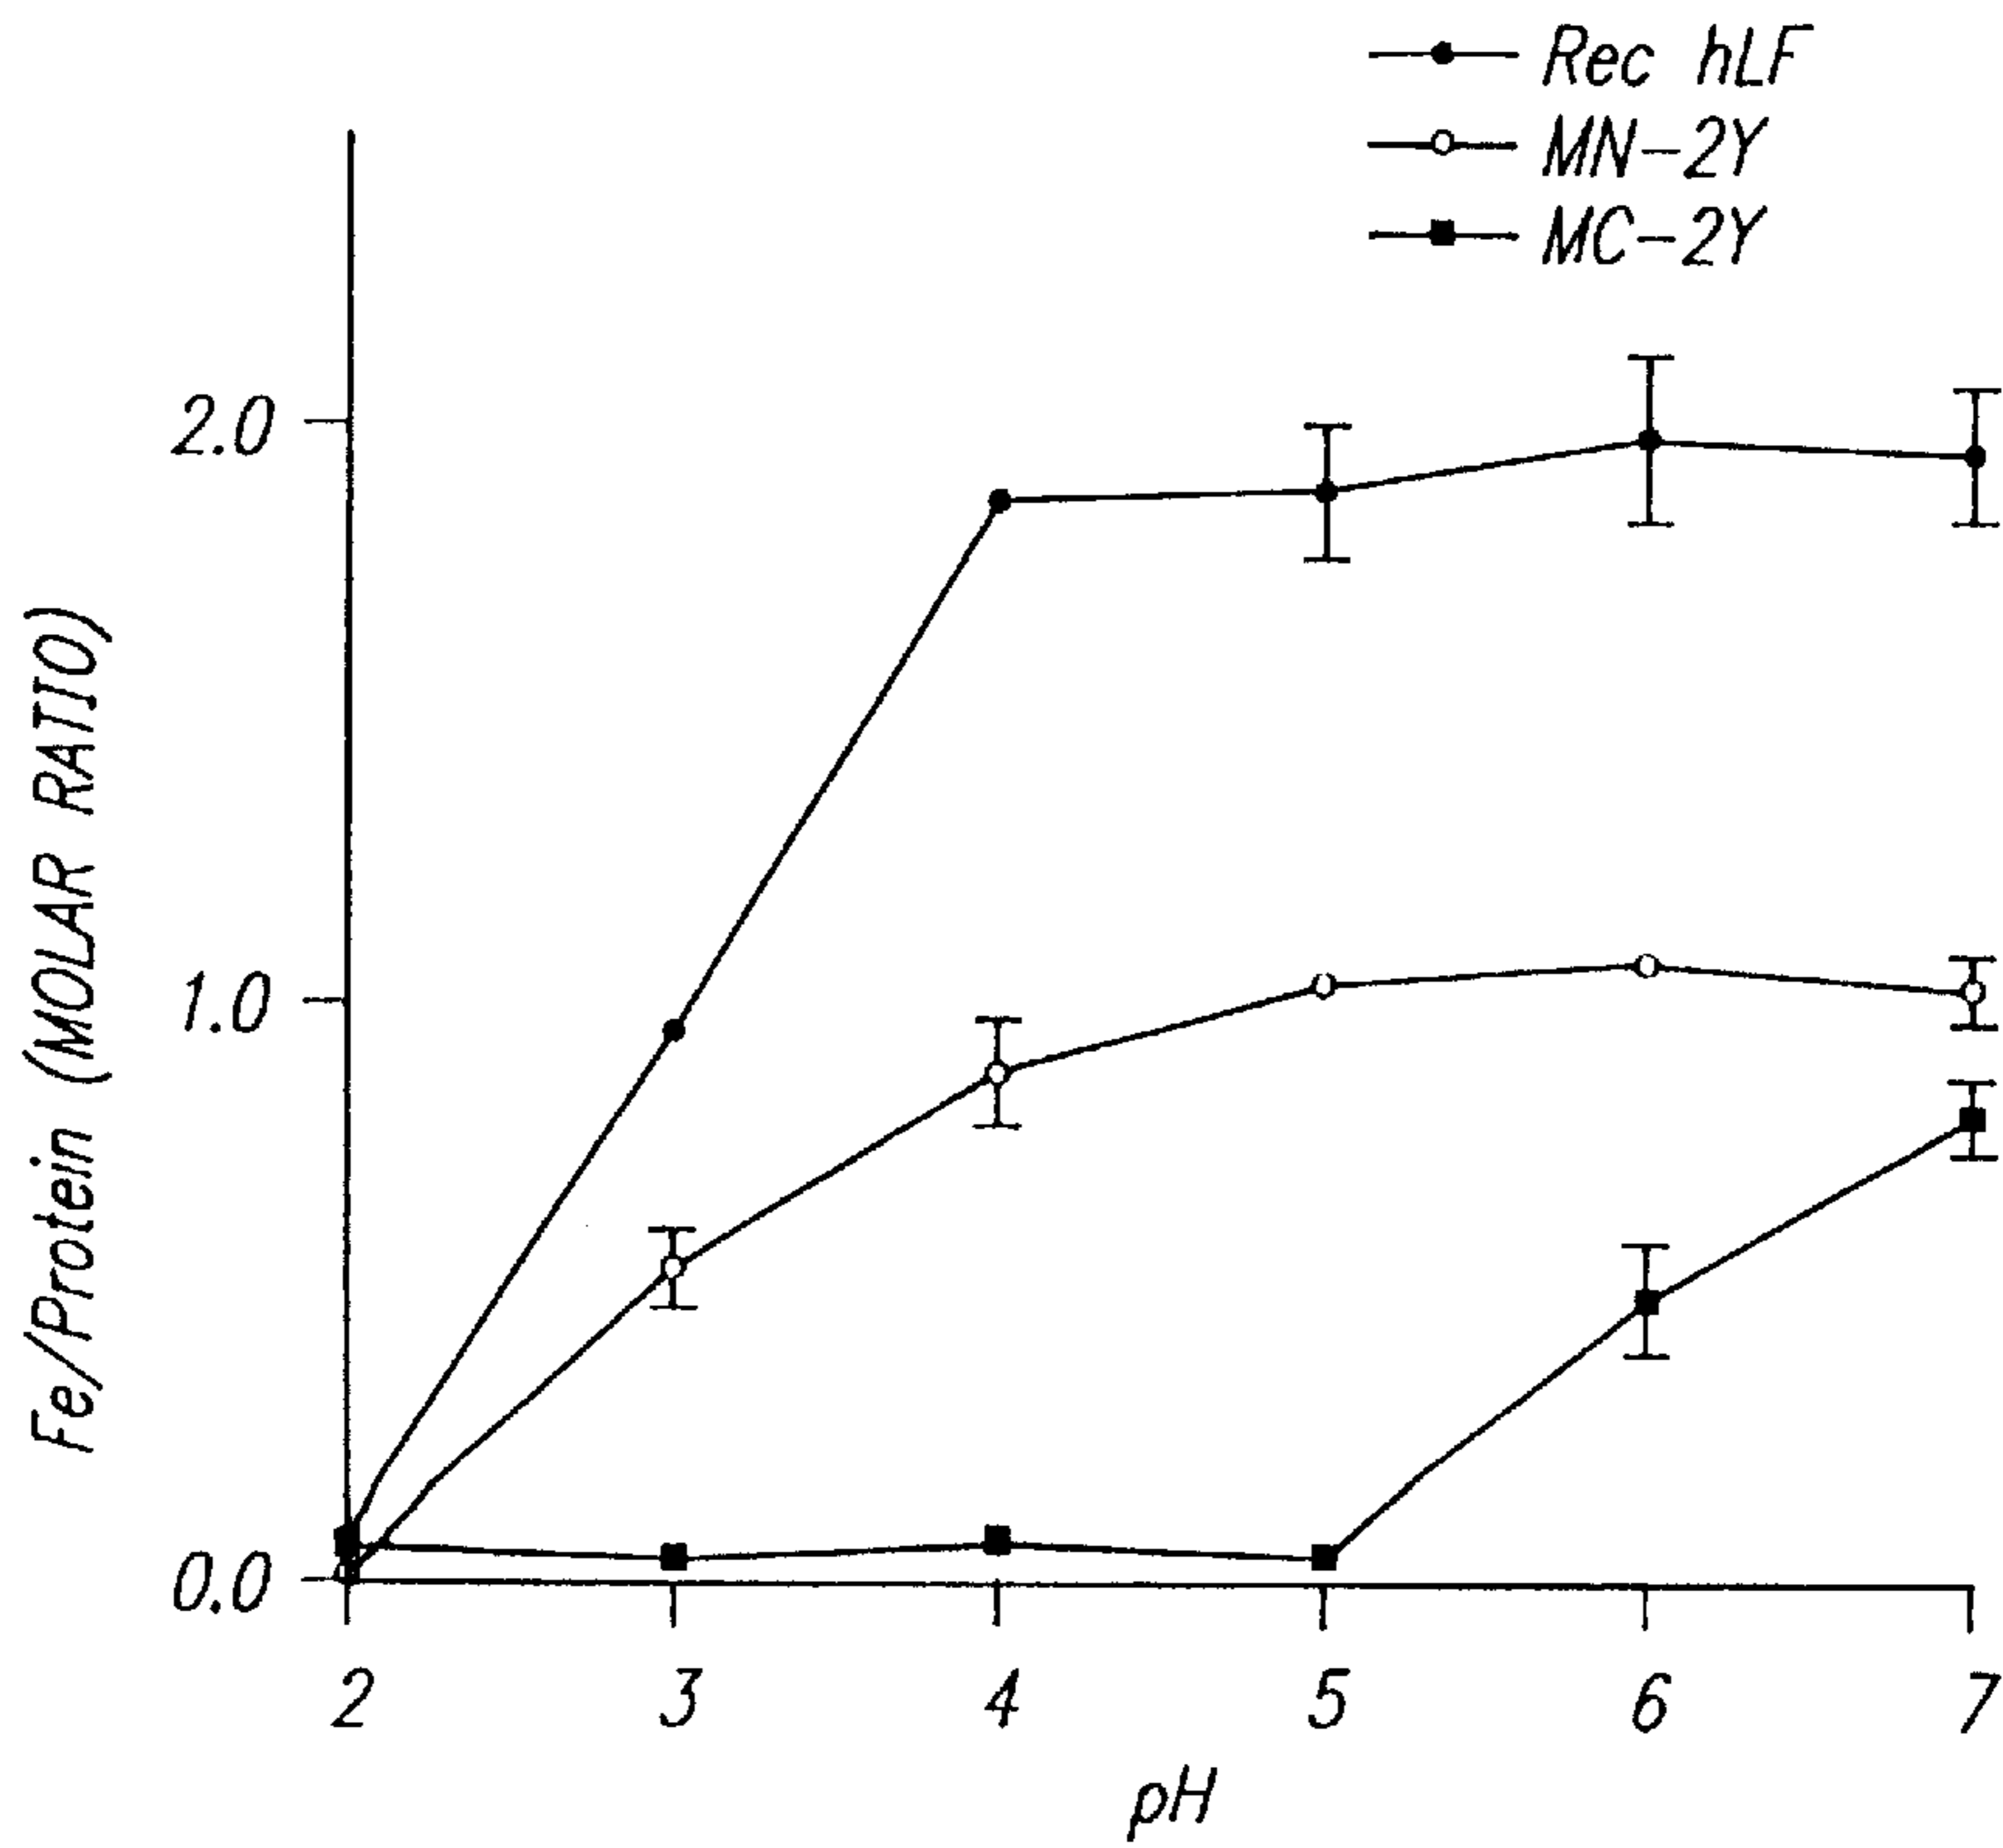 Rec hLF
MN-2Y
MC-2Y
2.0
1.0
0.0
Fe/Protein (MOLAR RATIO)
2 3 4 5 6 7
pH